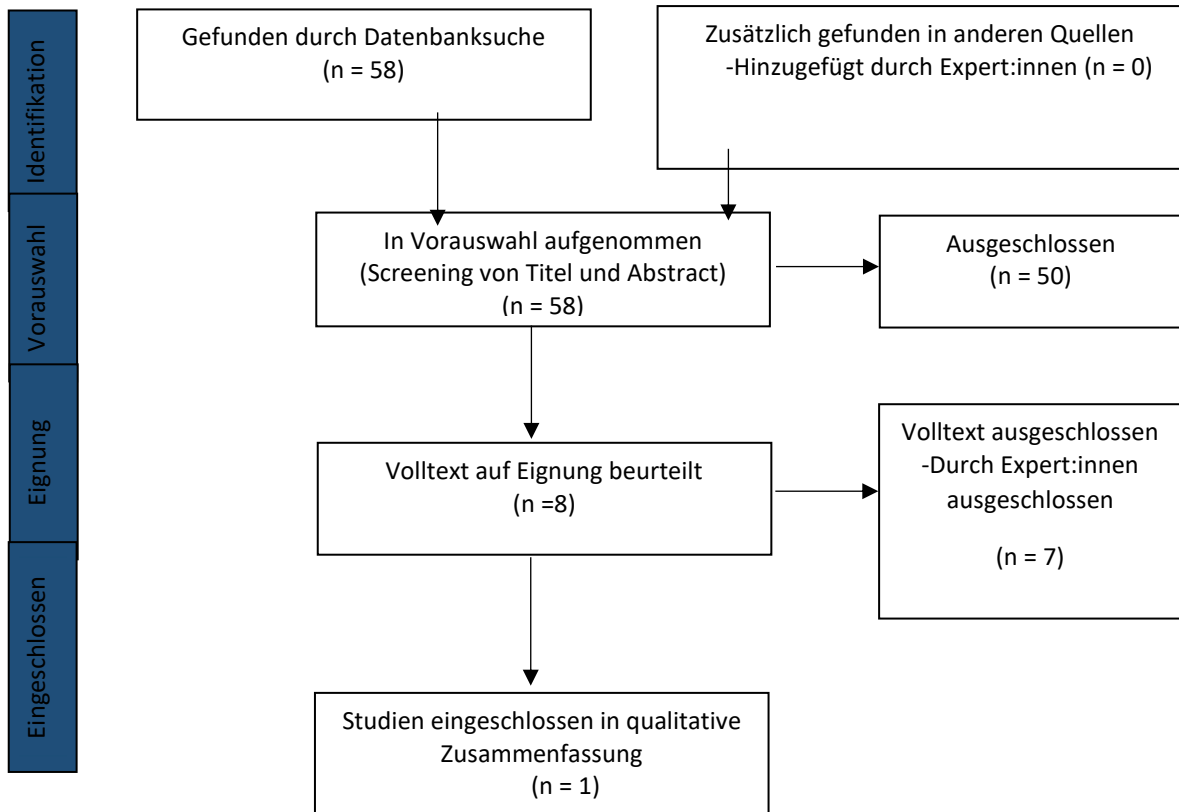 Identifikation
Gefunden durch Datenbanksuche
(n = 58)
Zusätzlich gefunden in anderen Quellen
-Hinzugefügt durch Expert:innen (n = 0)
Vorauswahl
In Vorauswahl aufgenommen
(Screening von Titel und Abstract)
(n = 58)
Ausgeschlossen
(n = 50)
Eignung
Volltext auf Eignung beurteilt
(n =8)
Volltext ausgeschlossen
-Durch Expert:innen
ausgeschlossen
(n = 7)
Eingeschlossen
Studien eingeschlossen in qualitative
Zusammenfassung
(n = 1)